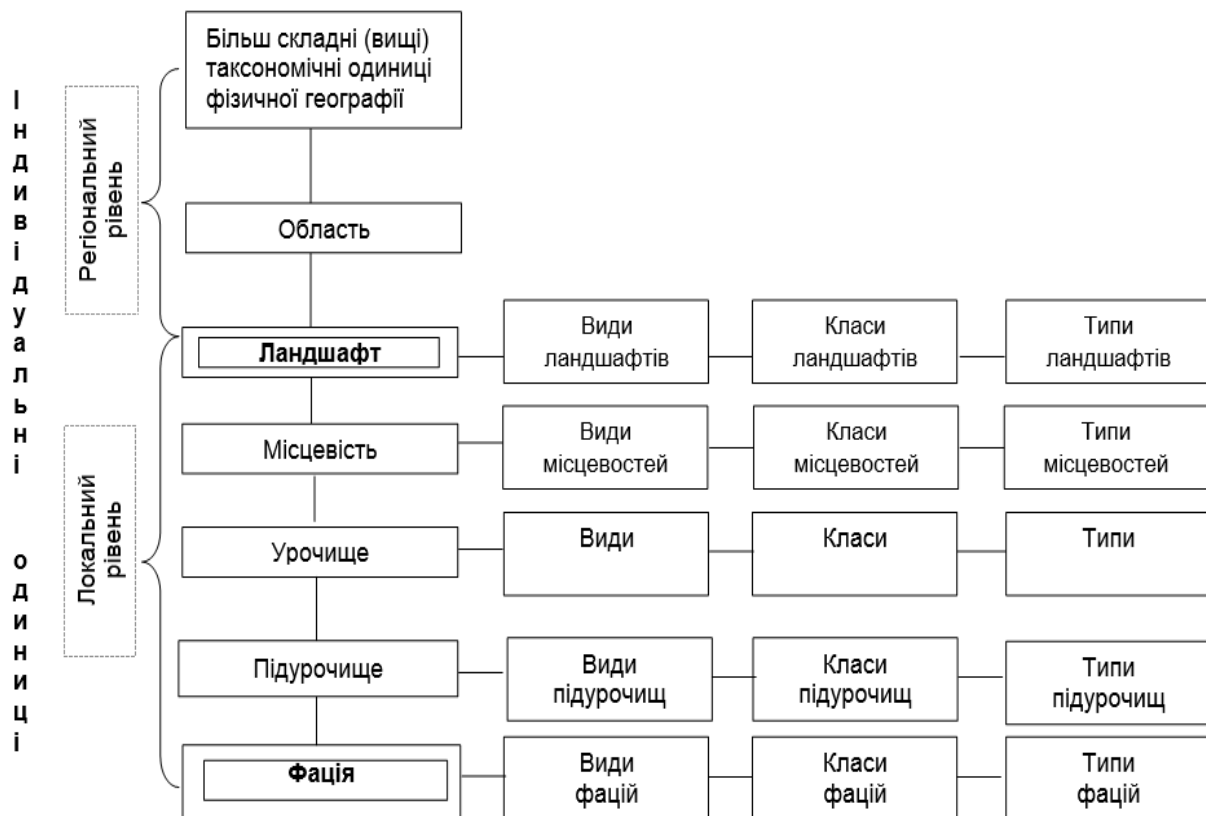 Індивідуальні одиниці
Регіональний
рівень
Локальний
рівень
Більш складні (вищі)
таксономічні одиниці
фізичної географії
Область
Ландшафт
Види
ландшафтів
Класи
ландшафтів
Типи
ландшафтів
Місцевість
Види
місцевостей
Класи
місцевостей
Типи
місцевостей
Урочище
Види
Класи
Типи
Підурочище
Види
підурочищ
Класи
підурочищ
Типи
підурочищ
Фація
Види
фацій
Класи
фацій
Типи
фацій